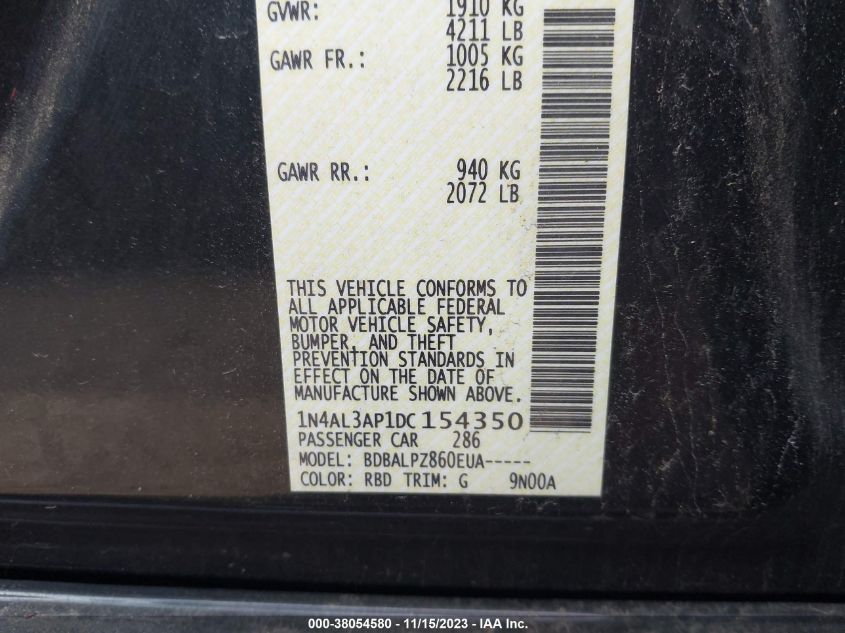 GVWR: 1910 KG
4211 LB
GAWR FR.: 1005 KG
2216 LB
GAWR RR.: 940 KG
2072 LB
THIS VEHICLE CONFORMS TO
ALL APPLICABLE FEDERAL
MOTOR VEHICLE SAFETY,
BUMPER, AND THEFT
PREVENTION STANDARDS IN
EFFECT ON THE DATE OF
MANUFACTURE SHOWN ABOVE.
1N4AL3AP1DC154350
PASSENGER CAR 286
MODEL: BDBALPZ860EUA-----
COLOR: RBD TRIM: G 9N00A
000-38054580 - 11/15/2023 - © IAA Inc.